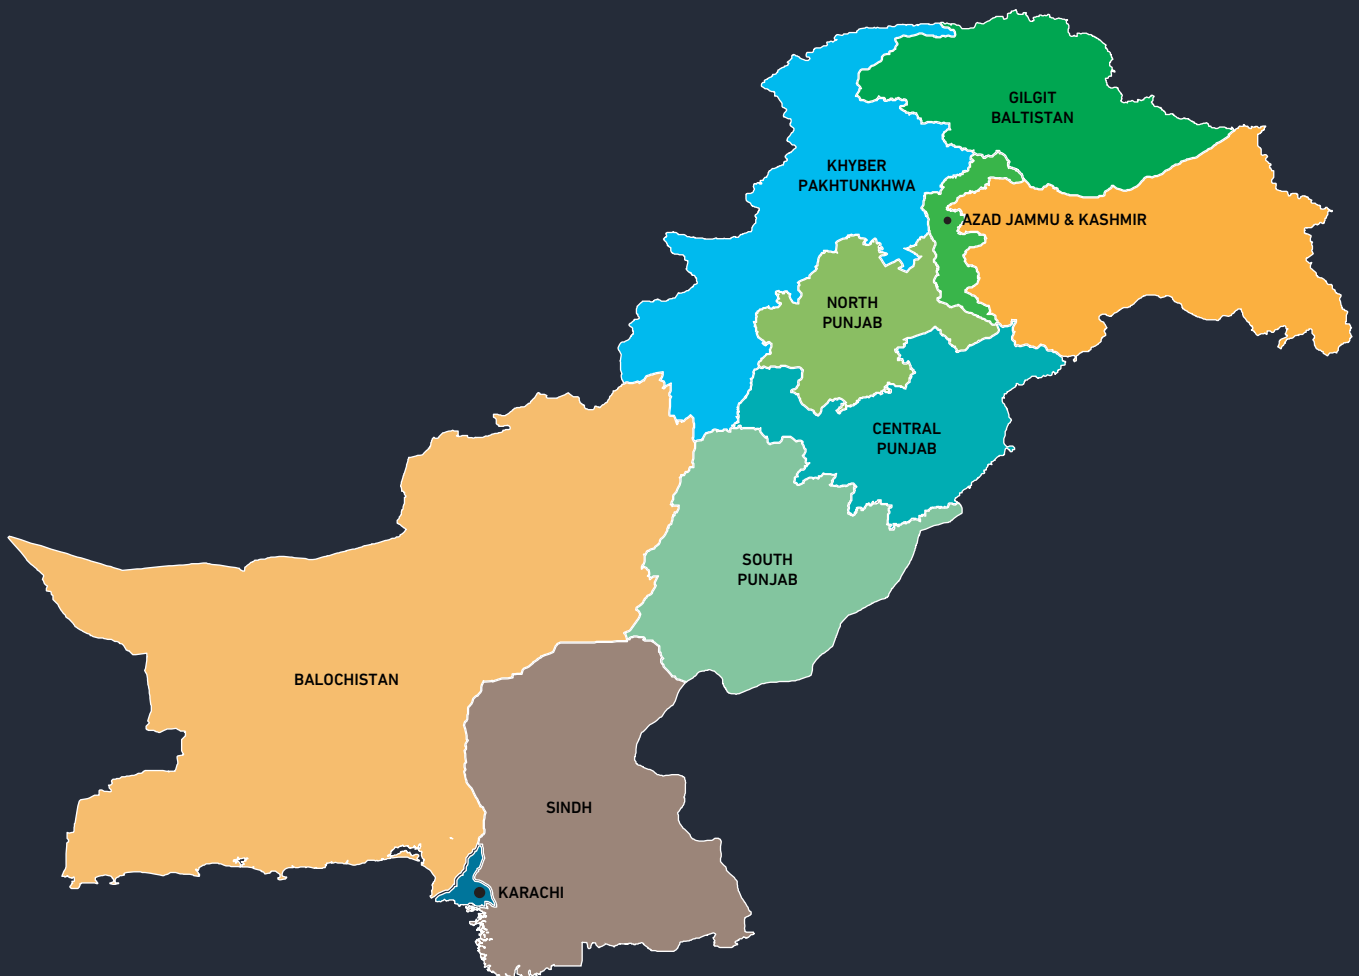 GILGIT
BALTISTAN
KHYBER
PAKHTUNKHWA
AZAD JAMMU & KASHMIR
NORTH
PUNJAB
CENTRAL
PUNJAB
SOUTH
PUNJAB
BALOCHISTAN
SINDH
KARACHI